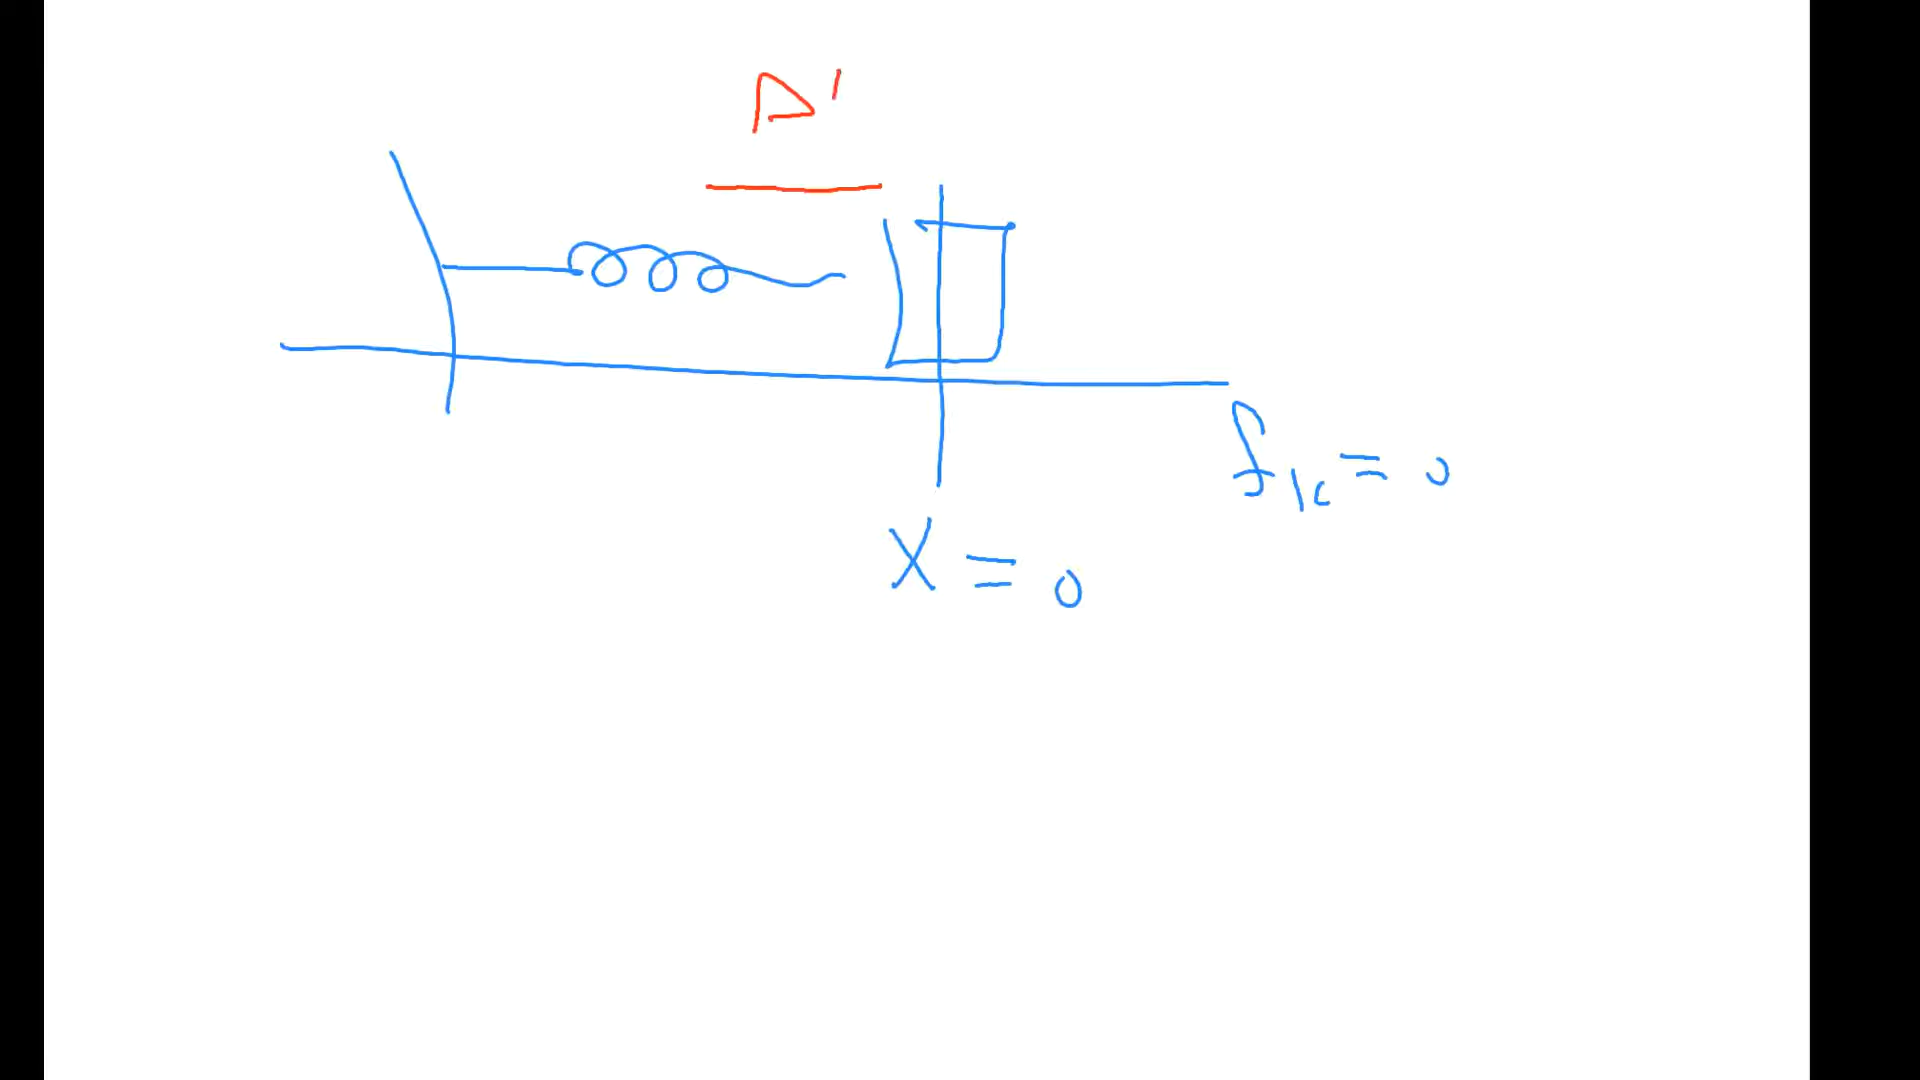 f_k = 0
X = 0